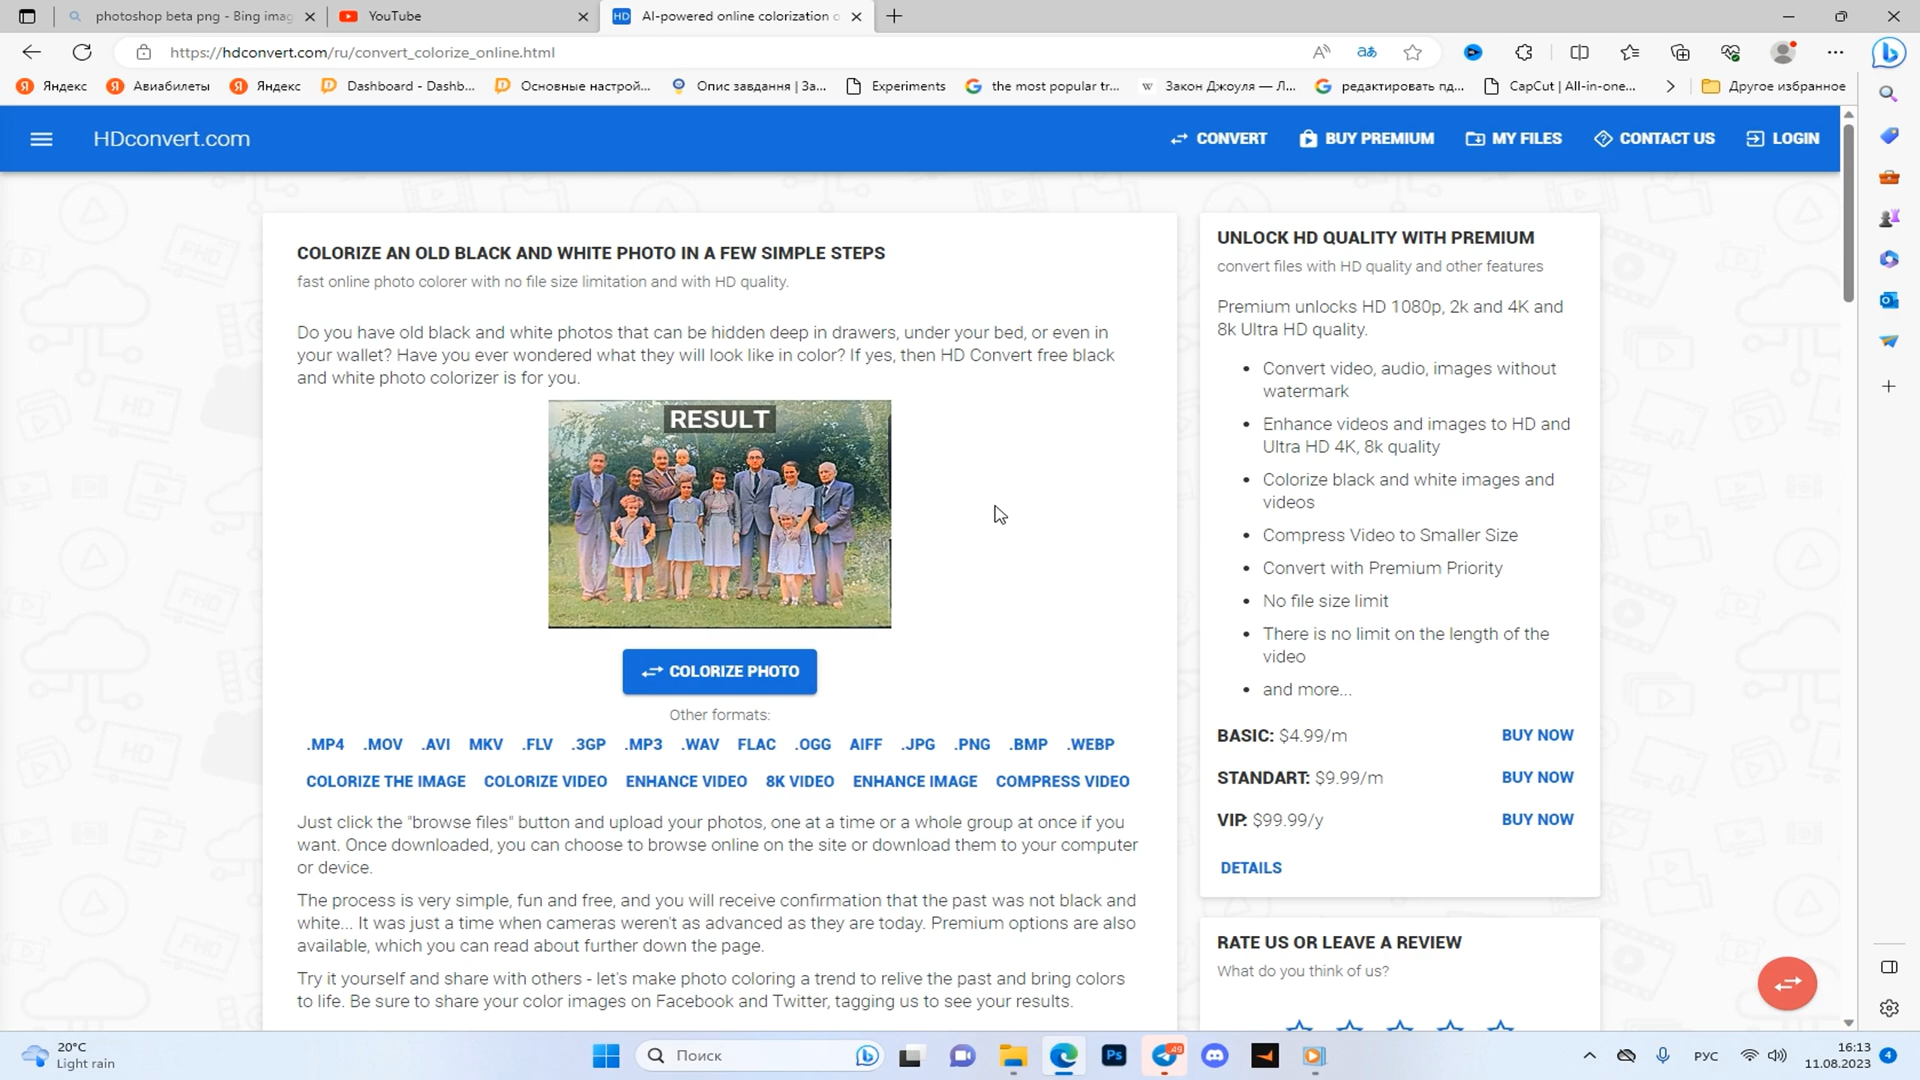 photoshop beta png - Bing imag
YouTube
HD AI-powered online colorization o
https://hdconvert.com/ru/convert_colorize_online.html
Яндекс Авиабилеты Яндекс Dashboard - Dashb... Основные настрой... Опис завдання | За... Experiments the most popular tr... Закон Джоуля — Л... редактировать пд... CapCut | All-in-one... Другое избранное
HDconvert.com
CONVERT BUY PREMIUM MY FILES CONTACT US LOGIN
COLORIZE AN OLD BLACK AND WHITE PHOTO IN A FEW SIMPLE STEPS
fast online photo colorer with no file size limitation and with HD quality.
Do you have old black and white photos that can be hidden deep in drawers, under your bed, or even in
your wallet? Have you ever wondered what they will look like in color? If yes, then HD Convert free black
and white photo colorizer is for you.
RESULT
COLORIZE PHOTO
Other formats:
.MP4 .MOV .AVI MKV .FLV .3GP .MP3 .WAV FLAC .OGG AIFF .JPG .PNG .BMP .WEBP
COLORIZE THE IMAGE COLORIZE VIDEO ENHANCE VIDEO 8K VIDEO ENHANCE IMAGE COMPRESS VIDEO
Just click the "browse files" button and upload your photos, one at a time or a whole group at once if you
want. Once downloaded, you can choose to browse online on the site or download them to your computer
or device.
The process is very simple, fun and free, and you will receive confirmation that the past was not black and
white... It was just a time when cameras weren't as advanced as they are today. Premium options are also
available, which you can read about further down the page.
Try it yourself and share with others - let's make photo coloring a trend to relive the past and bring colors
to life. Be sure to share your color images on Facebook and Twitter, tagging us to see your results.
UNLOCK HD QUALITY WITH PREMIUM
convert files with HD quality and other features
Premium unlocks HD 1080p, 2k and 4K and
8k Ultra HD quality.
• Convert video, audio, images without
watermark
• Enhance videos and images to HD and
Ultra HD 4K, 8k quality
• Colorize black and white images and
videos
• Compress Video to Smaller Size
• Convert with Premium Priority
• No file size limit
• There is no limit on the length of the
video
• and more...
BASIC: $4.99/m BUY NOW
STANDART: $9.99/m BUY NOW
VIP: $99.99/y BUY NOW
DETAILS
RATE US OR LEAVE A REVIEW
What do you think of us?
20°C
Light rain
Поиск
Ps
49
РУС
16:13
11.08.2023
4